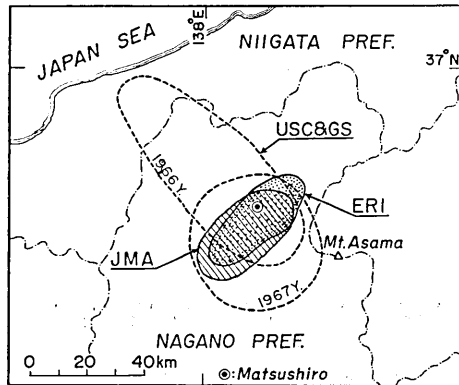 JAPAN SEA
138°E
NIIGATA PREF.
37°N
USC&GS
1966Y.
ERI
JMA
Mt. Asama
1967Y.
NAGANO PREF.
0 20 40km
⦿:Matsushiro